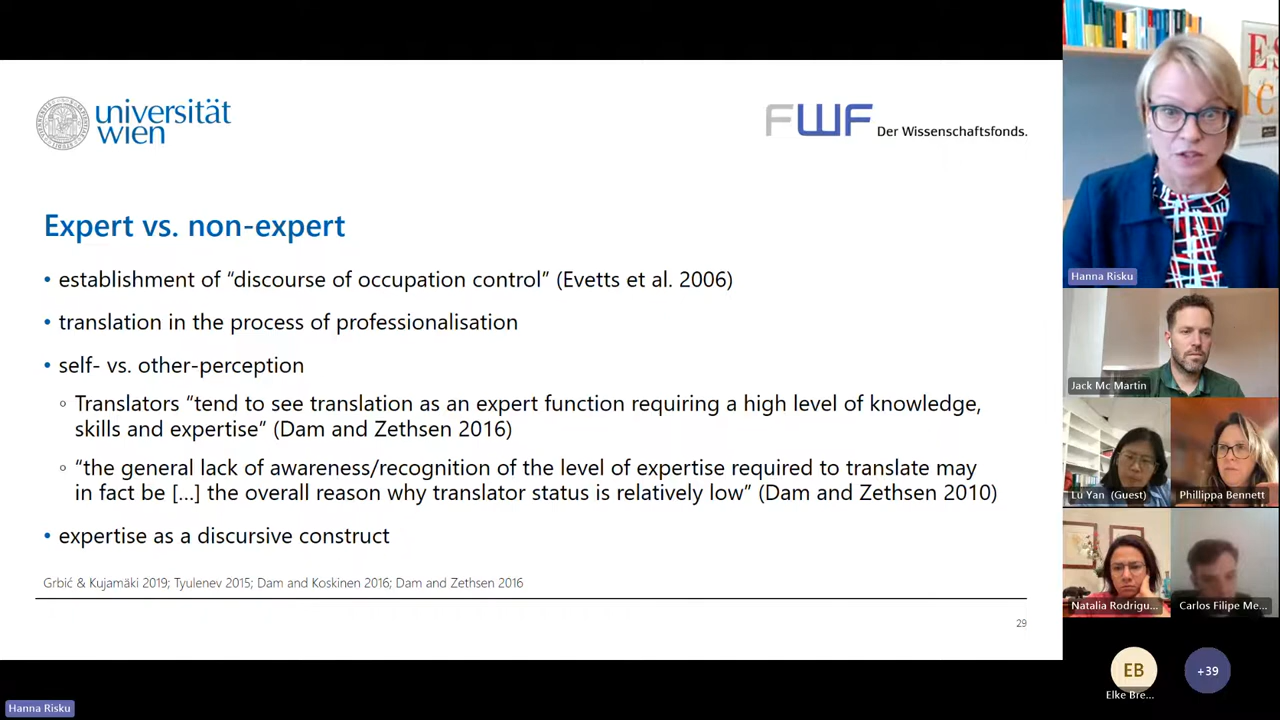 universität
wien
FWF Der Wissenschaftsfonds.
Expert vs. non-expert
• establishment of “discourse of occupation control” (Evetts et al. 2006)
• translation in the process of professionalisation
• self- vs. other-perception
◦ Translators “tend to see translation as an expert function requiring a high level of knowledge,
skills and expertise” (Dam and Zethsen 2016)
◦ “the general lack of awareness/recognition of the level of expertise required to translate may
in fact be [...] the overall reason why translator status is relatively low” (Dam and Zethsen 2010)
• expertise as a discursive construct
Grbić & Kujamäki 2019; Tyulenev 2015; Dam and Koskinen 2016; Dam and Zethsen 2016
29
Hanna Risku
Hanna Risku
Jack Mc Martin
Lu Yan (Guest)
Phillippa Bennett
Natalia Rodrigu...
Carlos Filipe Me...
EB
Elke Bre...
+39